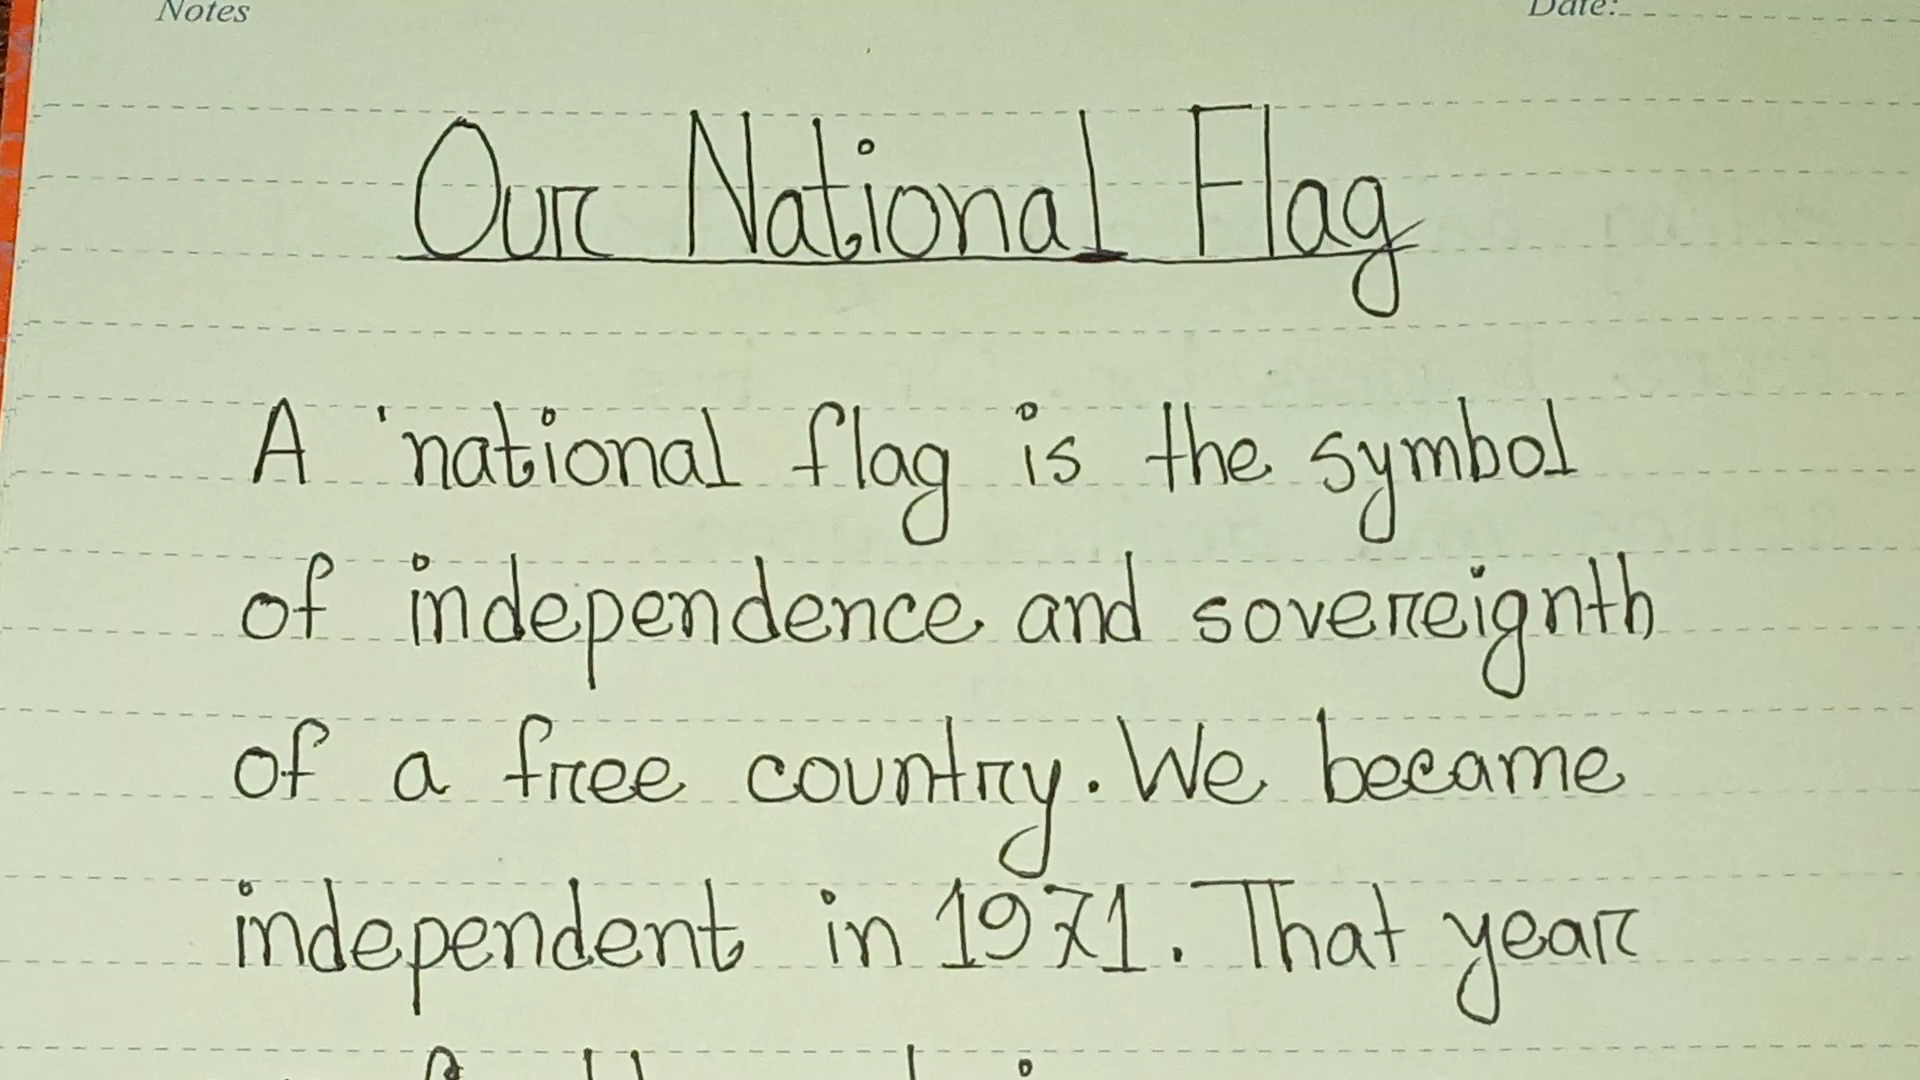 Notes
Date:
Our National Flag
A national flag is the symbol
of independence and sovereignth
of a free country. We became
independent in 1971. That year